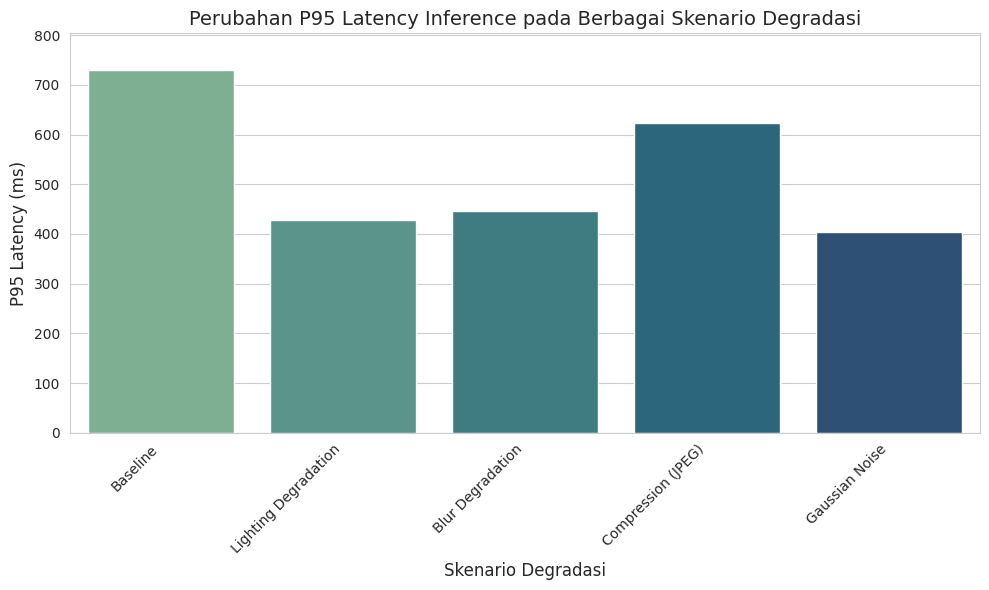 Perubahan P95 Latency Inference pada Berbagai Skenario Degradasi
P95 Latency (ms)
800
700
600
500
400
300
200
100
0
Baseline
Lighting Degradation
Blur Degradation
Compression (JPEG)
Gaussian Noise
Skenario Degradasi